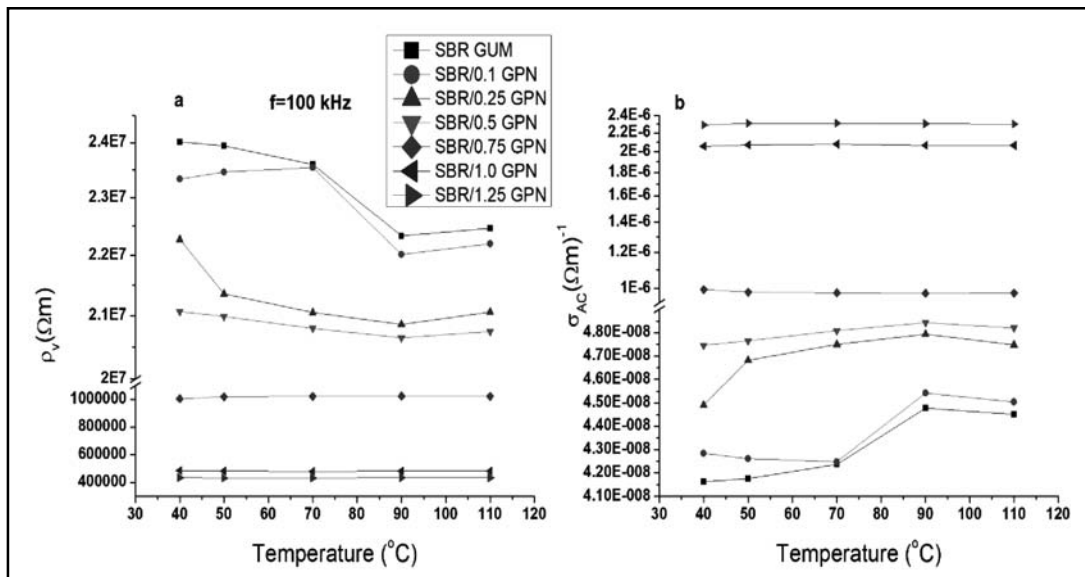 SBR GUM
SBR/0.1 GPN
SBR/0.25 GPN
SBR/0.5 GPN
SBR/0.75 GPN
SBR/1.0 GPN
SBR/1.25 GPN
a
f=100 kHz
2.4E7
2.3E7
2.2E7
2.1E7
2E7
1000000
800000
600000
400000
ρv(Ωm)
30 40 50 60 70 80 90 100 110 120
Temperature (°C)
b
2.4E-6
2.2E-6
2E-6
1.8E-6
1.6E-6
1.4E-6
1.2E-6
1E-6
4.80E-008
4.70E-008
4.60E-008
4.50E-008
4.30E-008
4.20E-008
4.10E-008
σAC(Ωm)⁻¹
30 40 50 60 70 80 90 100 110 120
Temperature (°C)